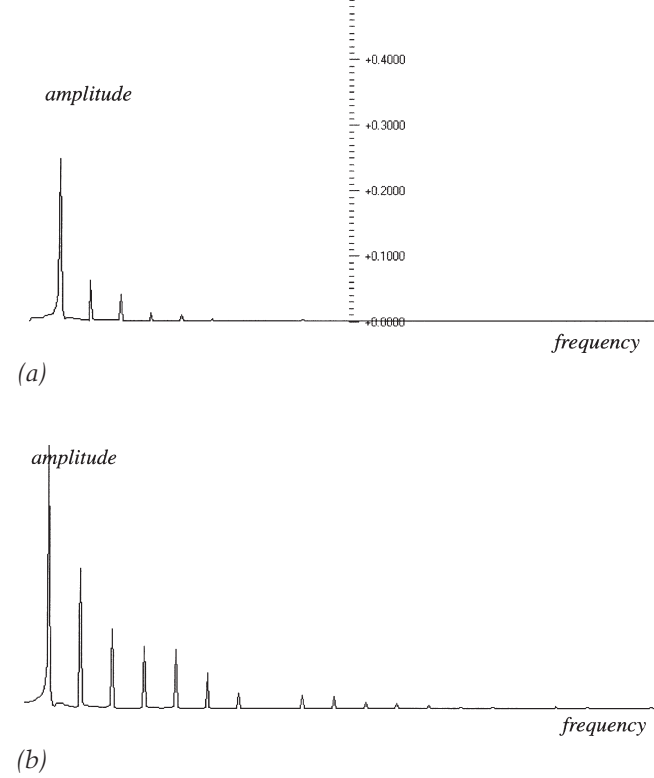 +0.4000
amplitude
+0.3000
+0.2000
+0.1000
+0.0000
frequency
(a)
amplitude
frequency
(b)